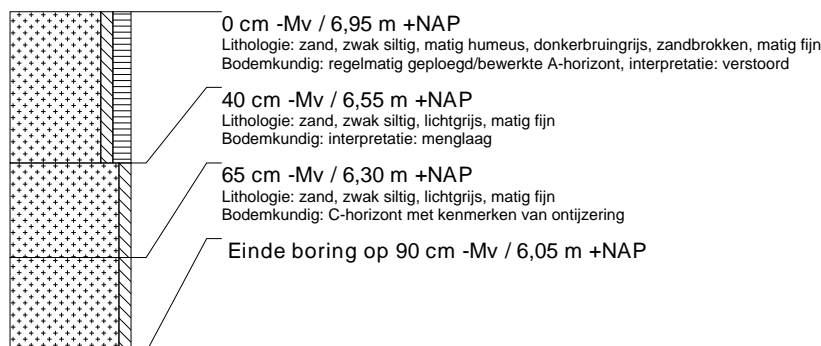 0 cm -Mv / 6,95 m +NAP
Lithologie: zand, zwak siltig, matig humeus, donkerbruingrijs, zandbrokken, matig fijn
Bodemkundig: regelmatig geploegd/bewerkte A-horizont, interpretatie: verstoord
40 cm -Mv / 6,55 m +NAP
Lithologie: zand, zwak siltig, lichtgrijs, matig fijn
Bodemkundig: interpretatie: menglaag
65 cm -Mv / 6,30 m +NAP
Lithologie: zand, zwak siltig, lichtgrijs, matig fijn
Bodemkundig: C-horizont met kenmerken van ontijzering
Einde boring op 90 cm -Mv / 6,05 m +NAP